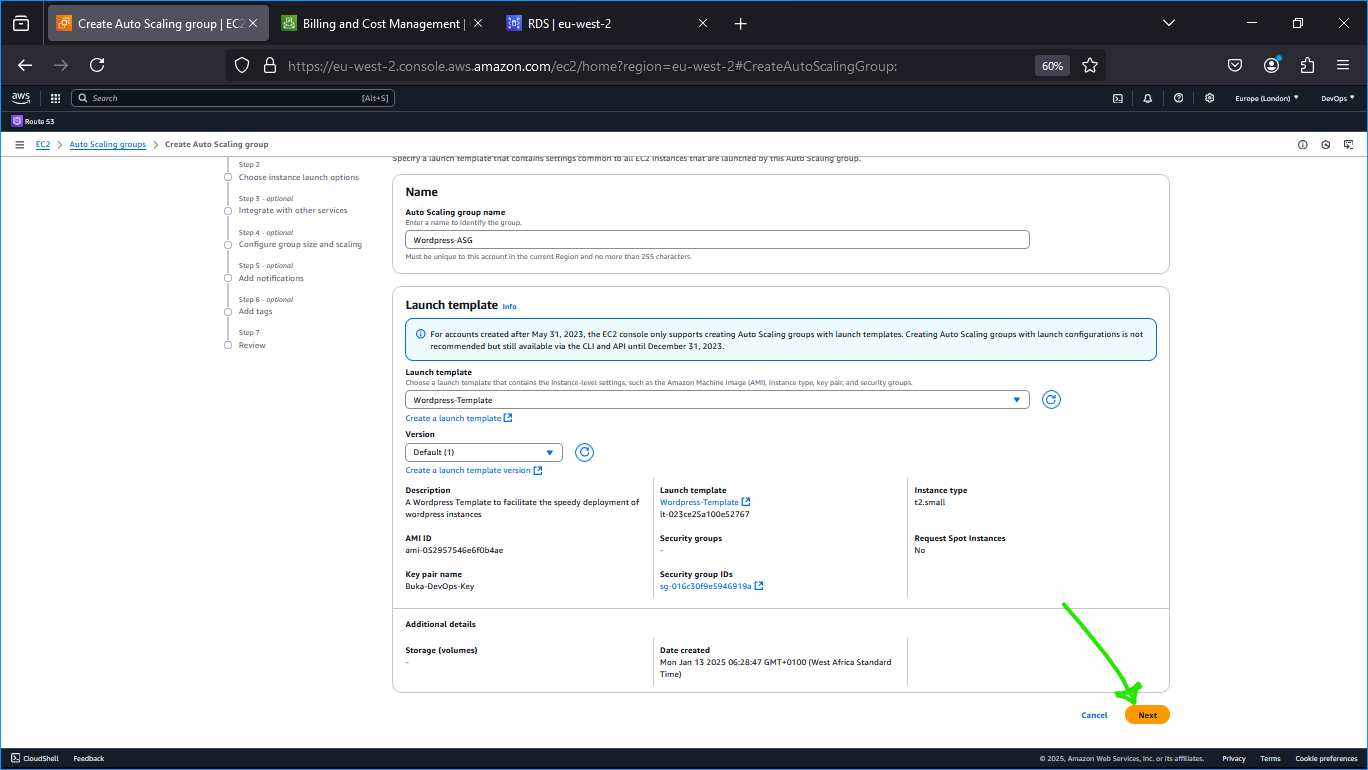 Create Auto Scaling group | EC2
Billing and Cost Management |
RDS | eu-west-2
https://eu-west-2.console.aws.amazon.com/ec2/home?region=eu-west-2#CreateAutoScalingGroup:
60%
aws
Search
[Alt+S]
Europe (London)
DevOps
Route 53
EC2
Auto Scaling groups
Create Auto Scaling group
Specify a launch template that contains settings common to all EC2 instances that are launched by this Auto Scaling group.
Step 2
Choose instance launch options
Step 3 - optional
Integrate with other services
Step 4 - optional
Configure group size and scaling
Step 5 - optional
Add notifications
Step 6 - optional
Add tags
Step 7
Review
Name
Auto Scaling group name
Enter a name to identify the group.
Wordpress-ASG
Must be unique to this account in the current Region and no more than 255 characters.
Launch template Info
For accounts created after May 31, 2023, the EC2 console only supports creating Auto Scaling groups with launch templates. Creating Auto Scaling groups with launch configurations is not
recommended but still available via the CLI and API until December 31, 2023.
Launch template
Choose a launch template that contains the instance-level settings, such as the Amazon Machine Image (AMI), instance type, key pair, and security groups.
Wordpress-Template
Create a launch template
Version
Default (1)
Create a launch template version
Description
A Wordpress Template to facilitate the speedy deployment of
wordpress instances
Launch template
Wordpress-Template
lt-023ce25a100e52767
Instance type
t2.small
AMI ID
ami-052957546e6f0b4ae
Security groups
-
Request Spot Instances
No
Key pair name
Buka-DevOps-Key
Security group IDs
sg-016c30f9e5946919a
Additional details
Storage (volumes)
-
Date created
Mon Jan 13 2025 06:28:47 GMT+0100 (West Africa Standard
Time)
Cancel
Next
CloudShell
Feedback
© 2025, Amazon Web Services, Inc. or its affiliates.
Privacy
Terms
Cookie preferences